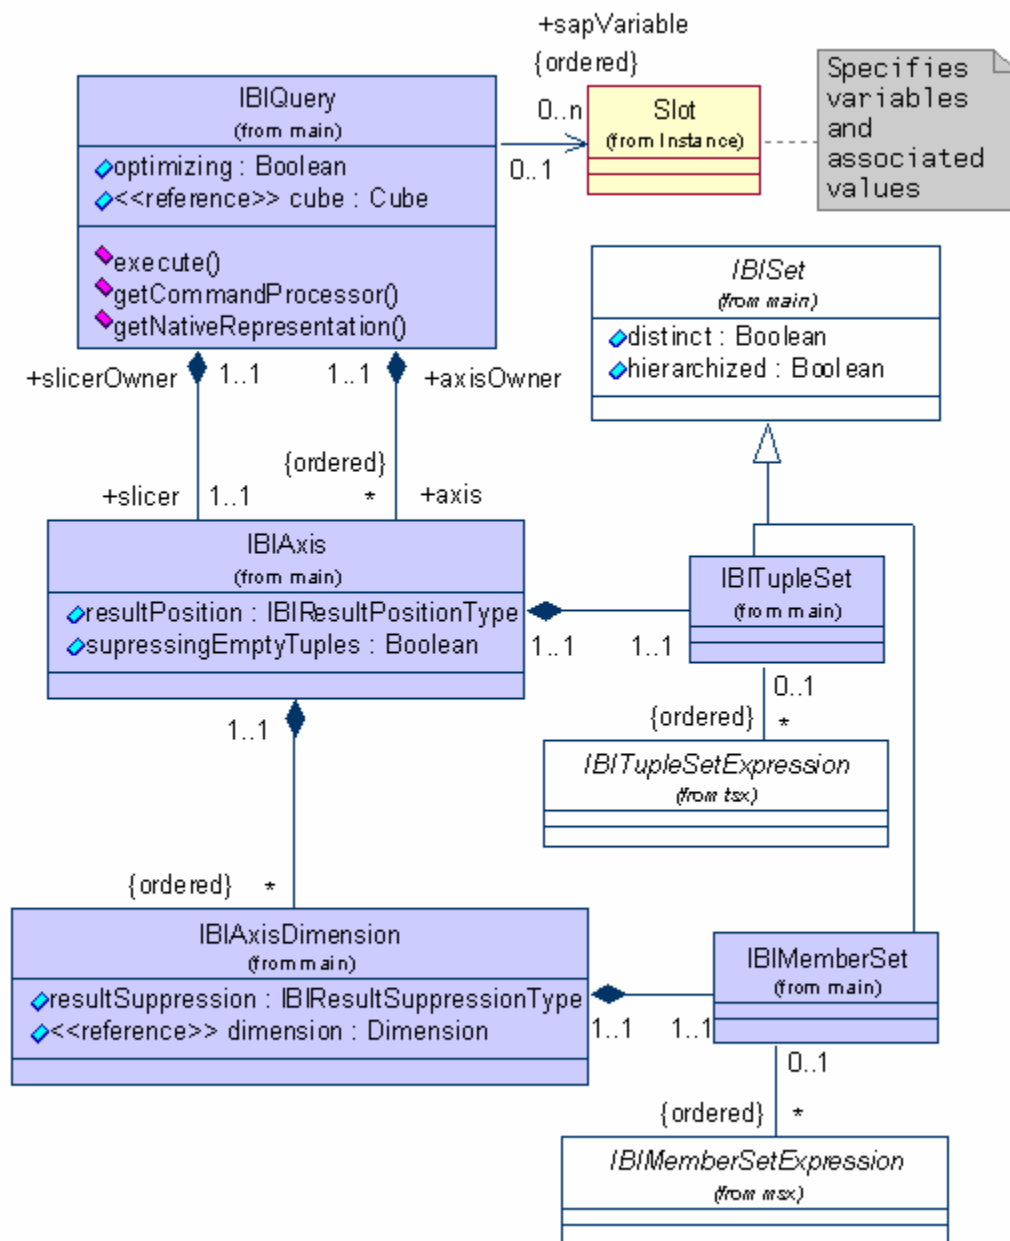 +sapVariable
{ordered}
0..n
0..1
IBIQuery
(from main)
optimizing : Boolean
<<reference>> cube : Cube
execute()
getCommandProcessor()
getNativeRepresentation()
Slot
(from Instance)
Specifies
variables
and
associated
values
IBISet
(from main)
distinct : Boolean
hierarchized : Boolean
+slicerOwner
1..1
1..1
+axisOwner
{ordered}
+slicer
1..1
*
+axis
IBIAxis
(from main)
resultPosition : IBIResultPositionType
supressingEmptyTuples : Boolean
1..1
1..1
IBITupleSet
(from main)
0..1
{ordered}
*
IBITupleSetExpression
(from tsx)
1..1
{ordered}
*
IBIAxisDimension
(from main)
resultSuppression : IBIResultSuppressionType
<<reference>> dimension : Dimension
1..1
1..1
IBIMemberSet
(from main)
0..1
{ordered}
*
IBIMemberSetExpression
(from msx)